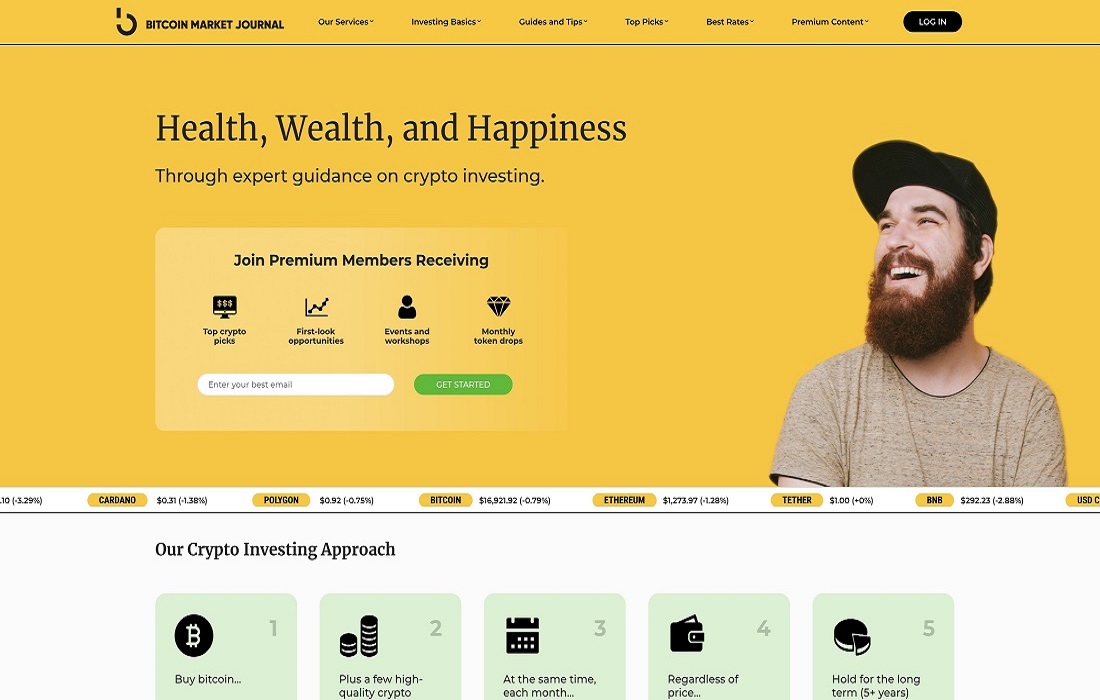 BITCOIN MARKET JOURNAL
Our Services
Investing Basics
Guides and Tips
Top Picks
Best Rates
Premium Content
LOG IN
Health, Wealth, and Happiness
Through expert guidance on crypto investing.
Join Premium Members Receiving
$$$
Top crypto
picks
First-look
opportunities
Events and
workshops
Monthly
token drops
Enter your best email
GET STARTED
.10 (-3.29%) CARDANO $0.31 (-1.38%) POLYGON $0.92 (-0.75%) BITCOIN $16,921.92 (-0.79%) ETHEREUM $1,273.97 (-1.28%) TETHER $1.00 (+0%) BNB $292.23 (-2.88%) USD C
Our Crypto Investing Approach
1
Buy bitcoin...
2
Plus a few high-
quality crypto
3
At the same time,
each month...
4
Regardless of
price...
5
Hold for the long
term (5+ years)